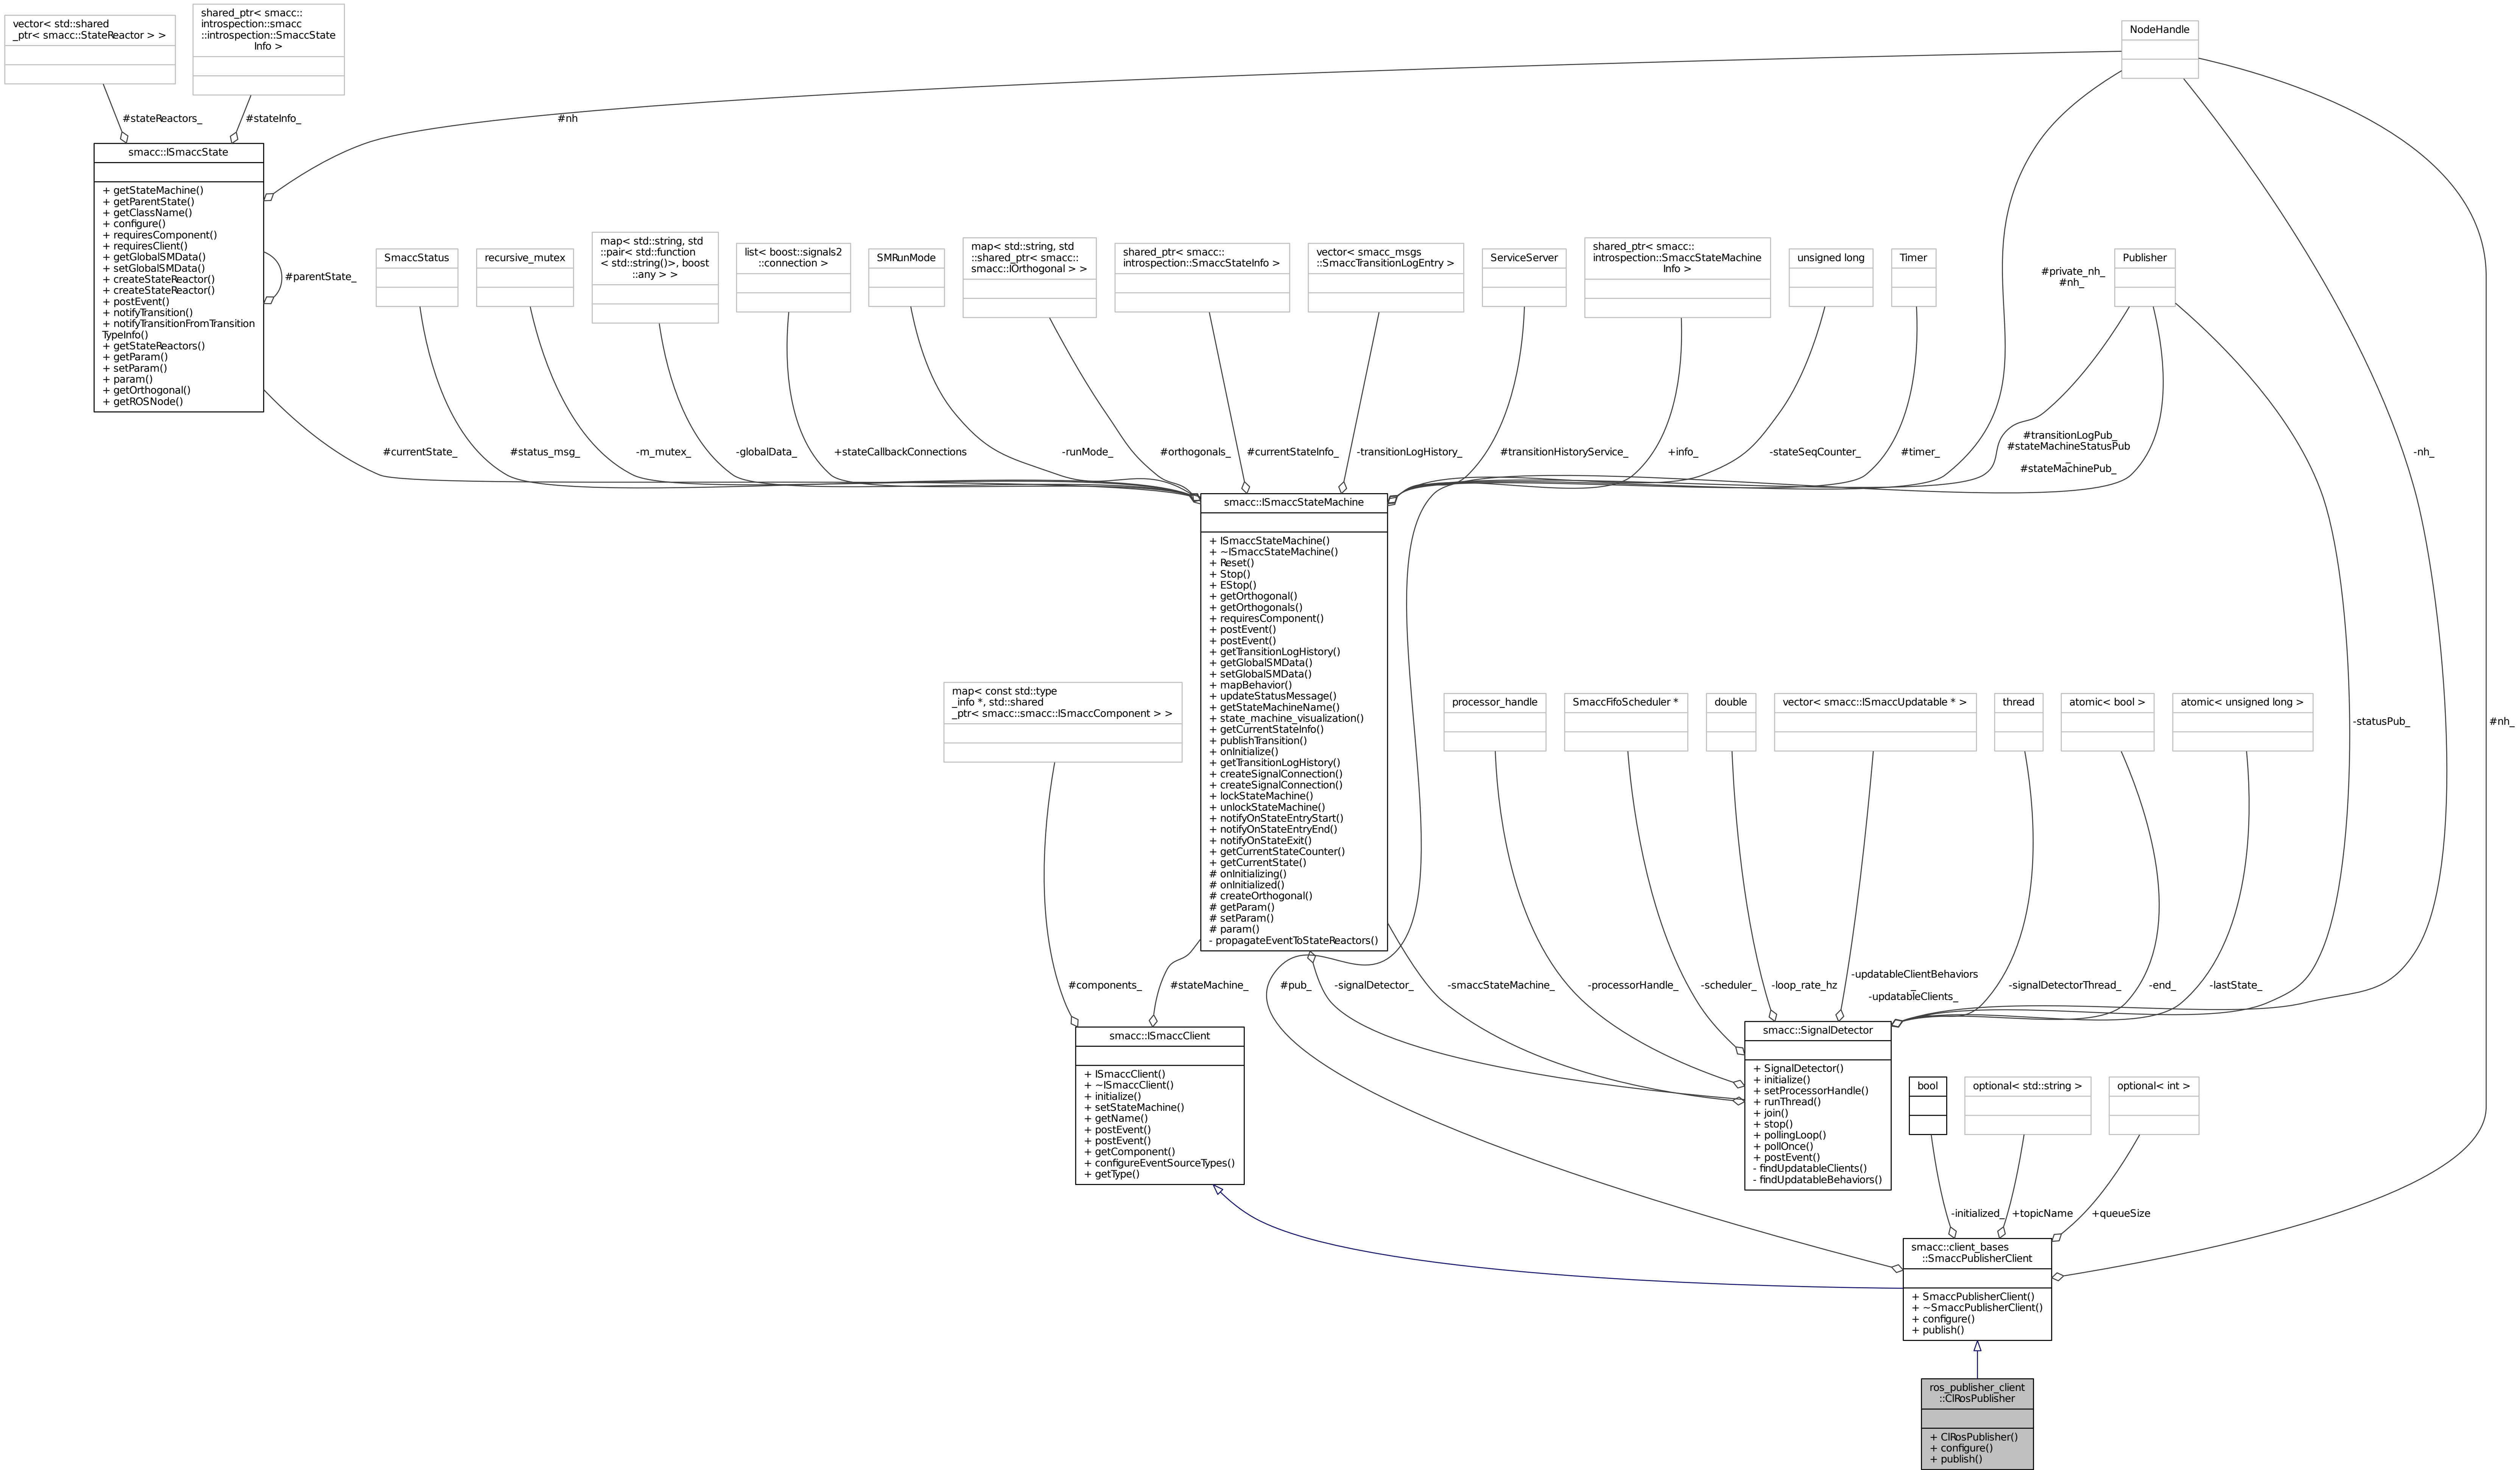 vector< std::shared
_ptr< smacc::StateReactor > >
shared_ptr< smacc::
introspection::smacc
::introspection::SmaccState
Info >
NodeHandle
#stateReactors_
#stateInfo_
#nh
smacc::ISmaccState
+ getStateMachine()
+ getParentState()
+ getClassName()
+ configure()
+ requiresComponent()
+ requiresClient()
+ getGlobalSMData()
+ setGlobalSMData()
+ createStateReactor()
+ createStateReactor()
+ postEvent()
+ notifyTransition()
+ notifyTransitionFromTransition
TypeInfo()
+ getStateReactors()
+ getParam()
+ setParam()
+ param()
+ getOrthogonal()
+ getROSNode()
#parentState_
SmaccStatus
recursive_mutex
map< std::string, std
::pair< std::function
< std::string()>, boost
::any > >
list< boost::signals2
::connection >
SMRunMode
map< std::string, std
::shared_ptr< smacc::
smacc::IOrthogonal > >
shared_ptr< smacc::
introspection::SmaccStateInfo >
vector< smacc_msgs
::SmaccTransitionLogEntry >
ServiceServer
shared_ptr< smacc::
introspection::SmaccStateMachine
Info >
unsigned long
Timer
#private_nh_
#nh_
Publisher
#currentState_
#status_msg_
-m_mutex_
-globalData_
+stateCallbackConnections
-runMode_
#orthogonals_
#currentStateInfo_
-transitionLogHistory_
#transitionHistoryService_
+info_
-stateSeqCounter_
#timer_
#transitionLogPub_
#stateMachineStatusPub
_
#stateMachinePub_
-nh_
smacc::ISmaccStateMachine
+ ISmaccStateMachine()
+ ~ISmaccStateMachine()
+ Reset()
+ Stop()
+ EStop()
+ getOrthogonal()
+ getOrthogonals()
+ requiresComponent()
+ postEvent()
+ postEvent()
+ getTransitionLogHistory()
+ getGlobalSMData()
+ setGlobalSMData()
+ mapBehavior()
+ updateStatusMessage()
+ getStateMachineName()
+ state_machine_visualization()
+ getCurrentStateInfo()
+ publishTransition()
+ onInitialize()
+ getTransitionLogHistory()
+ createSignalConnection()
+ createSignalConnection()
+ lockStateMachine()
+ unlockStateMachine()
+ notifyOnStateEntryStart()
+ notifyOnStateEntryEnd()
+ notifyOnStateExit()
+ getCurrentStateCounter()
+ getCurrentState()
# onInitializing()
# onInitialized()
# createOrthogonal()
# getParam()
# setParam()
# param()
- propagateEventToStateReactors()
map< const std::type
_info *, std::shared
_ptr< smacc::smacc::ISmaccComponent > >
processor_handle
SmaccFifoScheduler *
double
vector< smacc::ISmaccUpdatable * >
thread
atomic< bool >
atomic< unsigned long >
-statusPub_
#nh_
#components_
#stateMachine_
#pub_
-signalDetector_
-smaccStateMachine_
-processorHandle_
-scheduler_
-loop_rate_hz
-updatableClientBehaviors
_
-updatableClients_
-signalDetectorThread_
-end_
-lastState_
smacc::ISmaccClient
+ ISmaccClient()
+ ~ISmaccClient()
+ initialize()
+ setStateMachine()
+ getName()
+ postEvent()
+ postEvent()
+ getComponent()
+ configureEventSourceTypes()
+ getType()
smacc::SignalDetector
+ SignalDetector()
+ initialize()
+ setProcessorHandle()
+ runThread()
+ join()
+ stop()
+ pollingLoop()
+ pollOnce()
+ postEvent()
- findUpdatableClients()
- findUpdatableBehaviors()
bool
optional< std::string >
optional< int >
-initialized_
+topicName
+queueSize
smacc::client_bases
::SmaccPublisherClient
+ SmaccPublisherClient()
+ ~SmaccPublisherClient()
+ configure()
+ publish()
ros_publisher_client
::ClRosPublisher
+ ClRosPublisher()
+ configure()
+ publish()